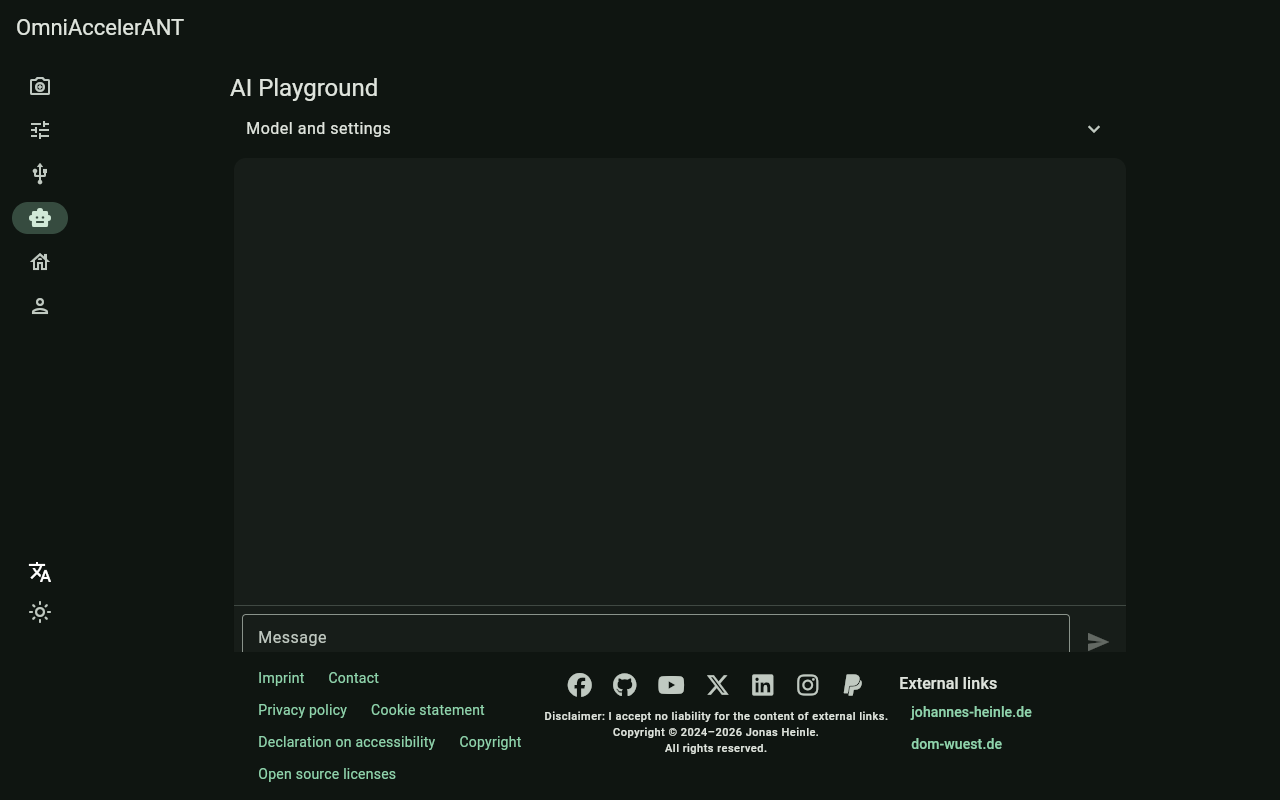 OmniAccelerANT
AI Playground
Model and settings
Message
Imprint Contact
Privacy policy Cookie statement
Declaration on accessibility Copyright
Open source licenses
Disclaimer: I accept no liability for the content of external links.
Copyright © 2024–2026 Jonas Heinle.
All rights reserved.
External links
johannes-heinle.de
dom-wuest.de